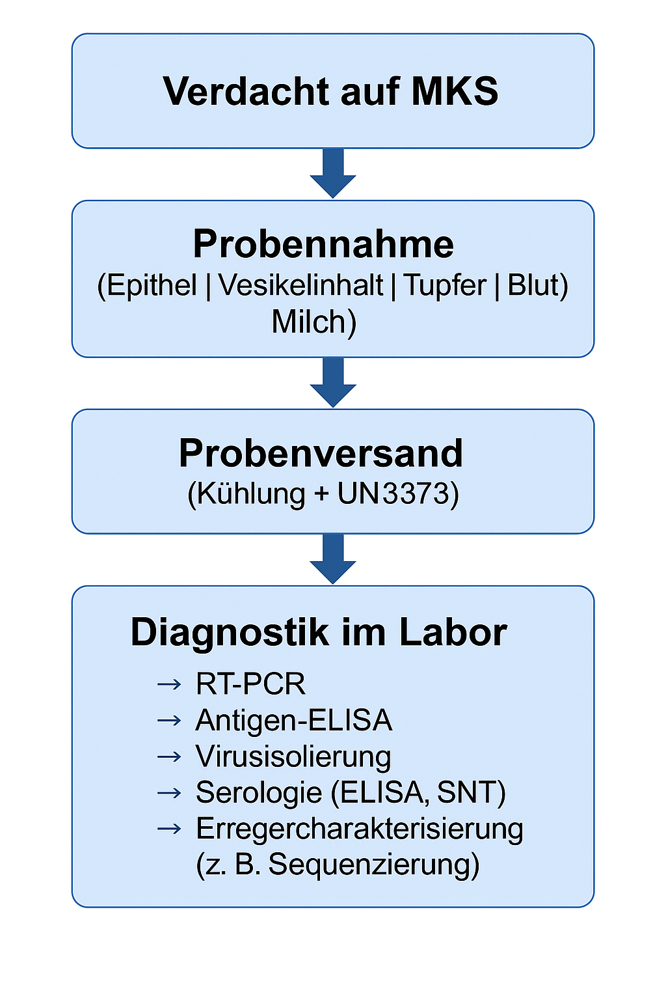 Verdacht auf MKS
Probennahme
(Epithel | Vesikelinhalt | Tupfer | Blut)
Milch)
Probenversand
(Kühlung + UN3373)
Diagnostik im Labor
→ RT-PCR
→ Antigen-ELISA
→ Virusisolierung
→ Serologie (ELISA, SNT)
→ Erregercharakterisierung
(z. B. Sequenzierung)